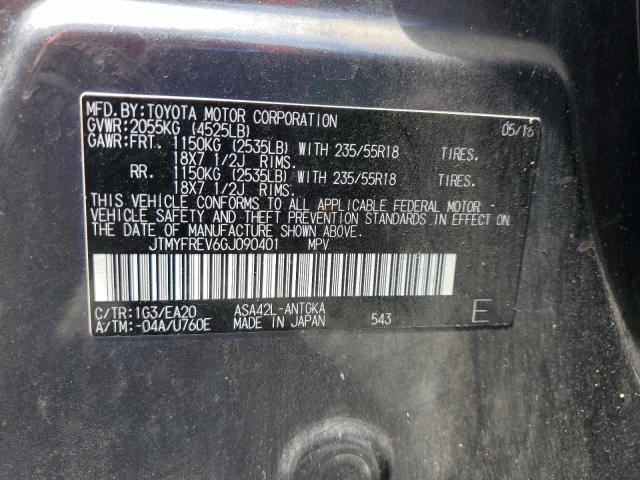 MFD.BY:TOYOTA MOTOR CORPORATION 05/16
GVWR:2055KG (4525LB)
GAWR:FRT. 1150KG (2535LB) WITH 235/55R18 TIRES.
18X7 1/2J RIMS.
RR. 1150KG (2535LB) WITH 235/55R18 TIRES.
18X7 1/2J RIMS.
THIS VEHICLE CONFORMS TO ALL APPLICABLE FEDERAL MOTOR
VEHICLE SAFETY AND THEFT PREVENTION STANDARDS IN EFFECT ON
THE DATE OF MANUFACTURE SHOWN ABOVE.
JTMYFREV6GJ090401 MPV
C/TR:1G3/EA20 ASA42L-ANTGKA
A/TM:-04A/U760E MADE IN JAPAN 543 E